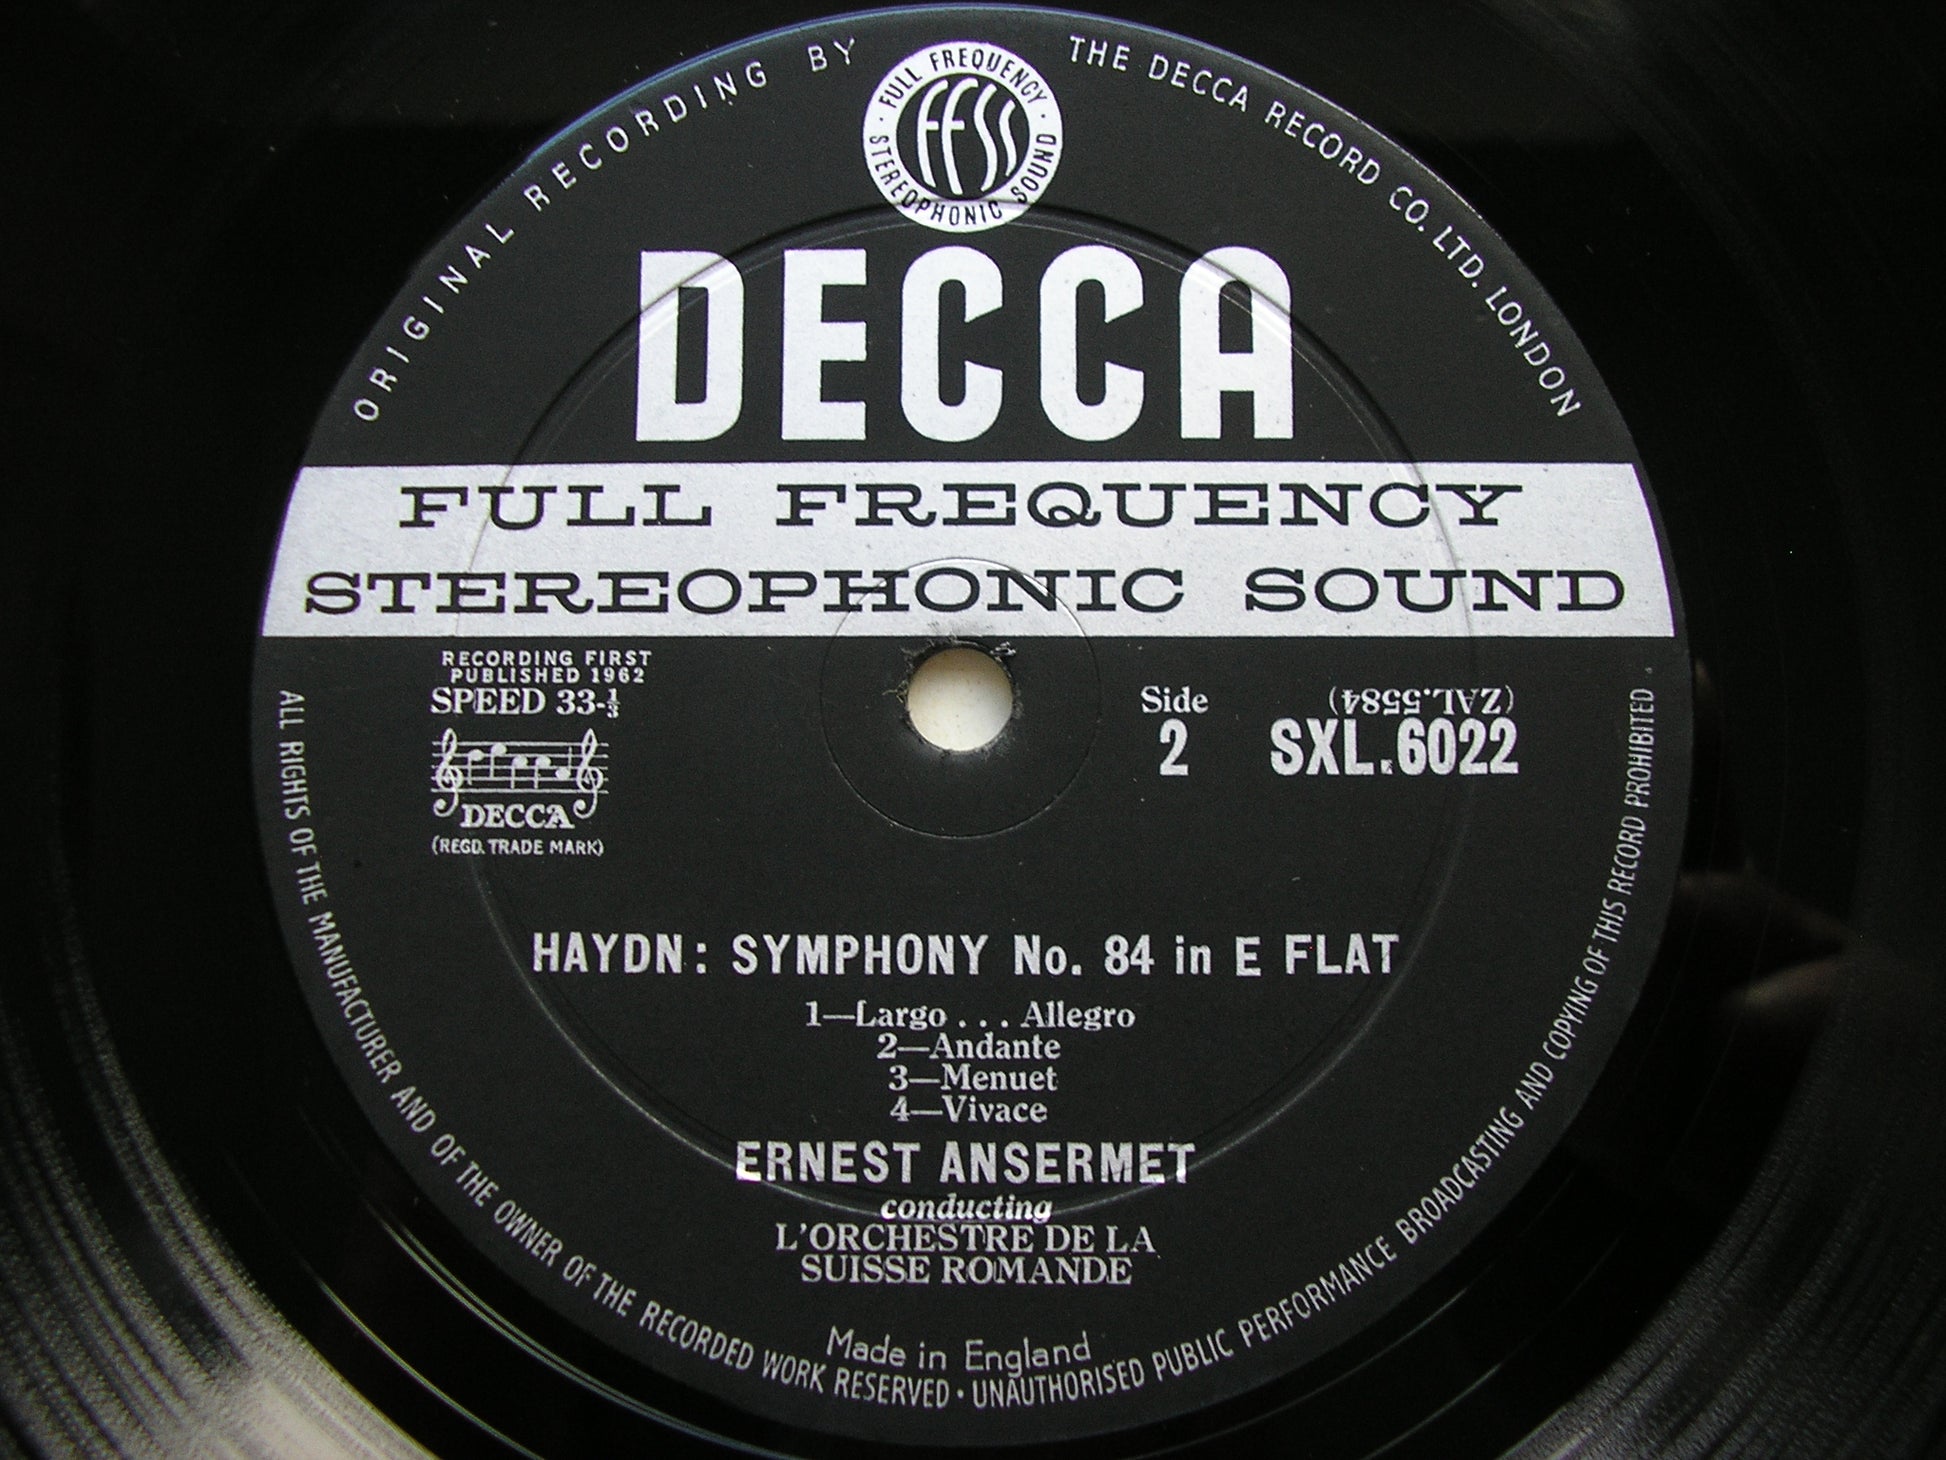 ORIGINAL RECORDING BY THE DECCA RECORD CO. LTD. LONDON
· FULL FREQUENCY · STEREOPHONIC SOUND
FFSS
DECCA
FULL FREQUENCY
STEREOPHONIC SOUND
RECORDING FIRST
PUBLISHED 1962
SPEED 33-⅓
DECCA
(REGD. TRADE MARK)
Side
2
(ZAL.5584)
SXL.6022
HAYDN: SYMPHONY No. 84 in E FLAT
1—Largo . . . Allegro
2—Andante
3—Menuet
4—Vivace
ERNEST ANSERMET
conducting
L'ORCHESTRE DE LA
SUISSE ROMANDE
Made in England
ALL RIGHTS OF THE MANUFACTURER AND OF THE OWNER OF THE RECORDED WORK RESERVED · UNAUTHORISED PUBLIC PERFORMANCE BROADCASTING AND COPYING OF THIS RECORD PROHIBITED